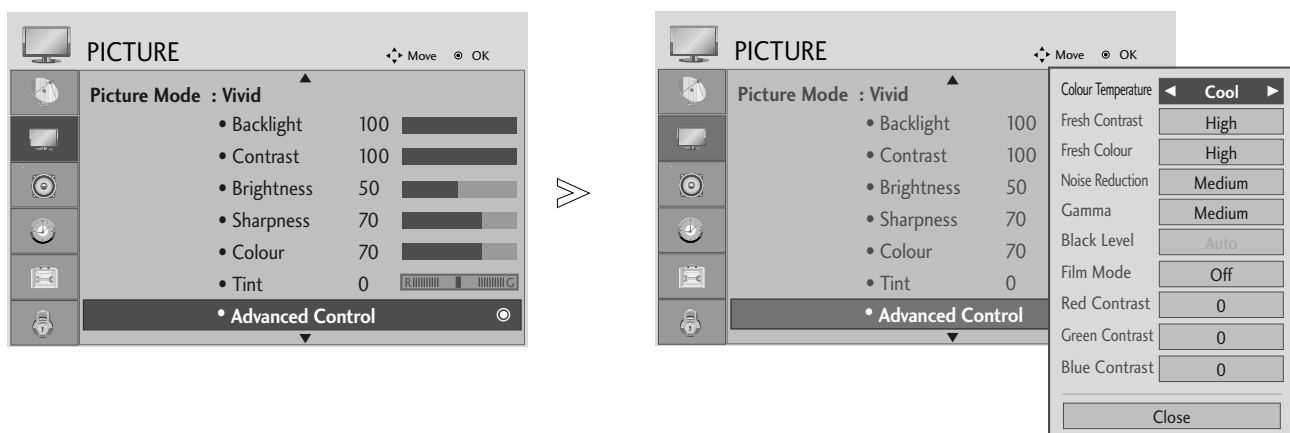 PICTURE
Move OK
Picture Mode : Vivid
• Backlight 100
• Contrast 100
• Brightness 50
• Sharpness 70
• Colour 70
• Tint 0 R G
• Advanced Control
PICTURE
Move OK
Picture Mode : Vivid
• Backlight 100
• Contrast 100
• Brightness 50
• Sharpness 70
• Colour 70
• Tint 0
• Advanced Control
Colour Temperature Cool
Fresh Contrast High
Fresh Colour High
Noise Reduction Medium
Gamma Medium
Black Level Auto
Film Mode Off
Red Contrast 0
Green Contrast 0
Blue Contrast 0
Close